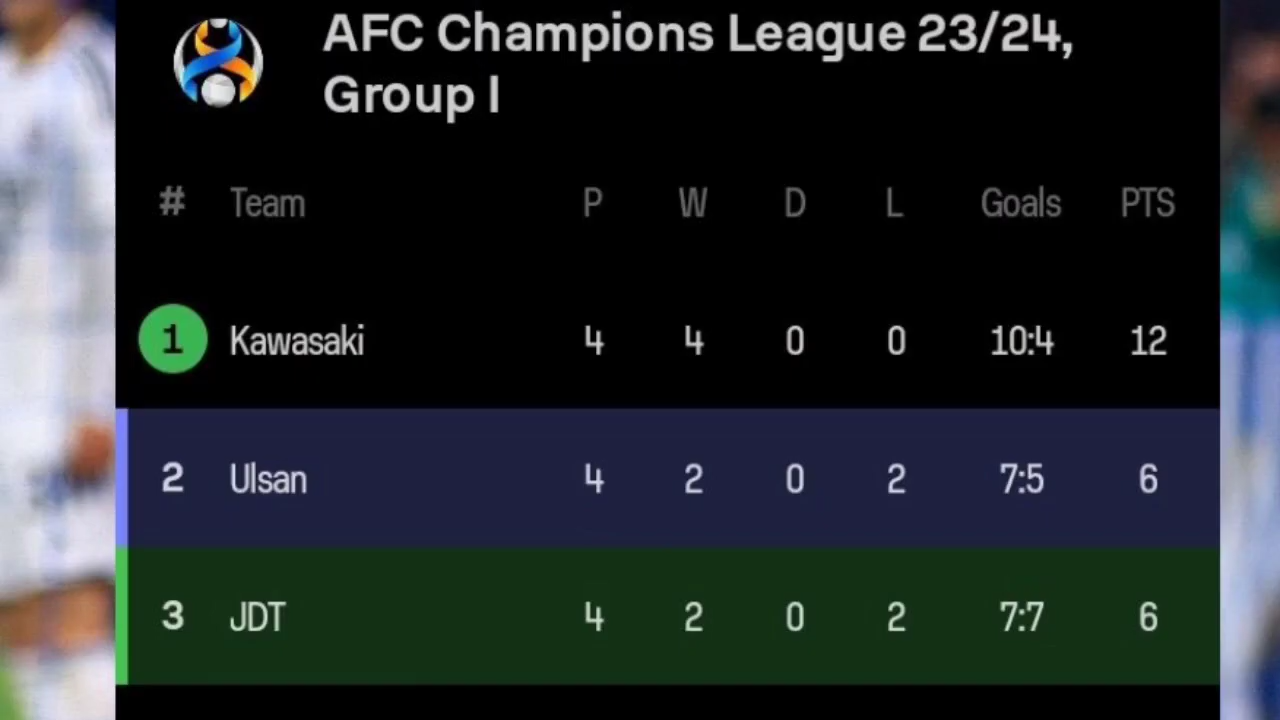 AFC Champions League 23/24,
Group I
# Team P W D L Goals PTS
1 Kawasaki 4 4 0 0 10:4 12
2 Ulsan 4 2 0 2 7:5 6
3 JDT 4 2 0 2 7:7 6